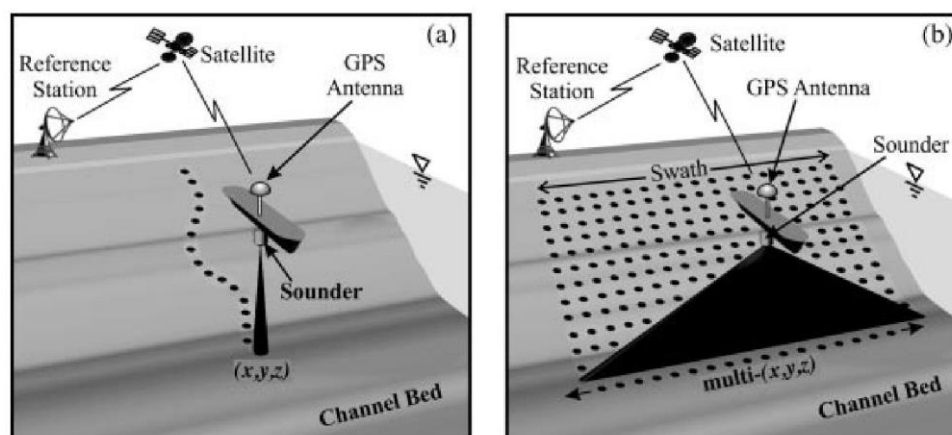 (a)
Satellite
Reference
Station
GPS
Antenna
Sounder
(x,y,z)
Channel Bed
(b)
Satellite
Reference
Station
GPS Antenna
Sounder
Swath
multi-(x,y,z)
Channel Bed